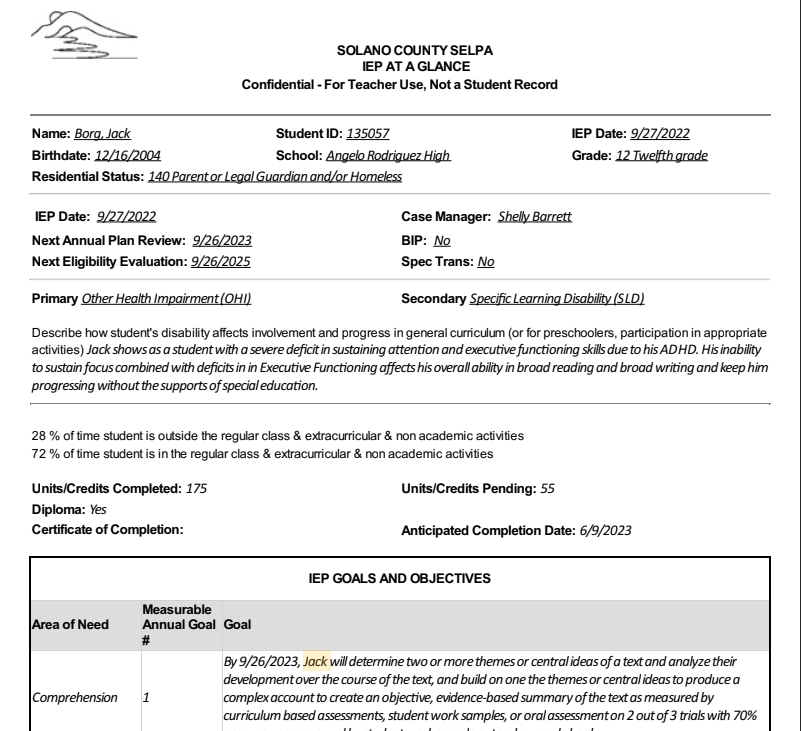 SOLANO COUNTY SELPA
IEP AT A GLANCE
Confidential - For Teacher Use, Not a Student Record
Name: Borg, Jack Student ID: 135057 IEP Date: 9/27/2022
Birthdate: 12/16/2004 School: Angelo Rodriguez High Grade: 12 Twelfth grade
Residential Status: 140 Parent or Legal Guardian and/or Homeless
IEP Date: 9/27/2022 Case Manager: Shelly Barrett
Next Annual Plan Review: 9/26/2023 BIP: No
Next Eligibility Evaluation: 9/26/2025 Spec Trans: No
Primary Other Health Impairment (OHI) Secondary Specific Learning Disability (SLD)
Describe how student's disability affects involvement and progress in general curriculum (or for preschoolers, participation in appropriate
activities) Jack shows as a student with a severe deficit in sustaining attention and executive functioning skills due to his ADHD. His inability
to sustain focus combined with deficits in in Executive Functioning affects his overall ability in broad reading and broad writing and keep him
progressing without the supports of special education.
28 % of time student is outside the regular class & extracurricular & non academic activities
72 % of time student is in the regular class & extracurricular & non academic activities
Units/Credits Completed: 175 Units/Credits Pending: 55
Diploma: Yes
Certificate of Completion: Anticipated Completion Date: 6/9/2023
IEP GOALS AND OBJECTIVES
Area of Need Measurable Annual Goal # Goal
Comprehension 1
By 9/26/2023, Jack will determine two or more themes or central ideas of a text and analyze their
development over the course of the text, and build on one the themes or central ideas to produce a
complex account to create an objective, evidence-based summary of the text as measured by
curriculum based assessments, student work samples, or oral assessment on 2 out of 3 trials with 70%